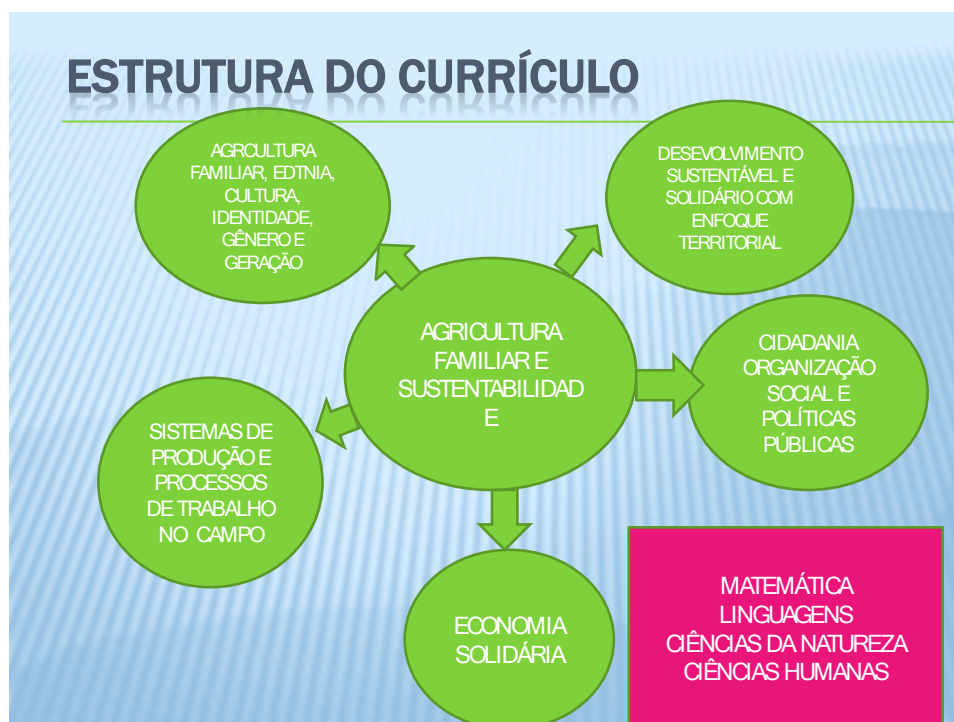 ESTRUTURA DO CURRÍCULO
AGRCULTURA
FAMILIAR, EDTNIA,
CULTURA,
IDENTIDADE,
GÊNERO E
GERAÇÃO
DESEVOLVIMENTO
SUSTENTÁVEL E
SOLIDÁRIO COM
ENFOQUE
TERRITORIAL
AGRICULTURA
FAMILIAR E
SUSTENTABILIDAD
E
CIDADANIA
ORGANIZAÇÃO
SOCIAL E
POLÍTICAS
PÚBLICAS
SISTEMAS DE
PRODUÇÃO E
PROCESSOS
DE TRABALHO
NO CAMPO
ECONOMIA
SOLIDÁRIA
MATEMÁTICA
LINGUAGENS
CIÊNCIAS DA NATUREZA
CIÊNCIAS HUMANAS